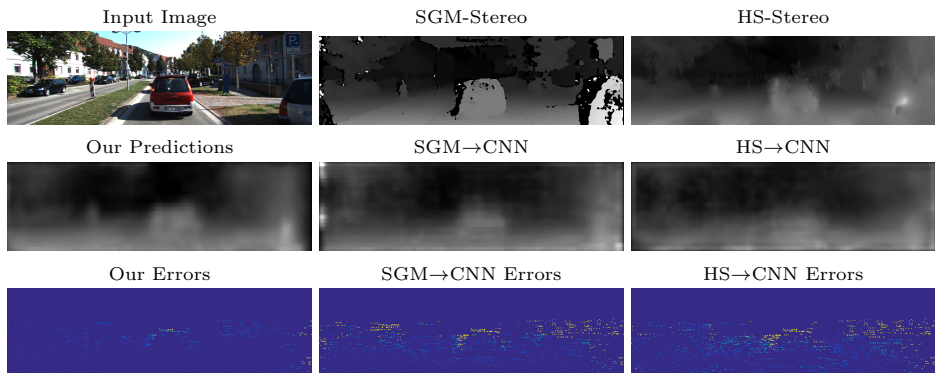 Input Image
SGM-Stereo
HS-Stereo
P
Our Predictions
SGM→CNN
HS→CNN
Our Errors
SGM→CNN Errors
HS→CNN Errors